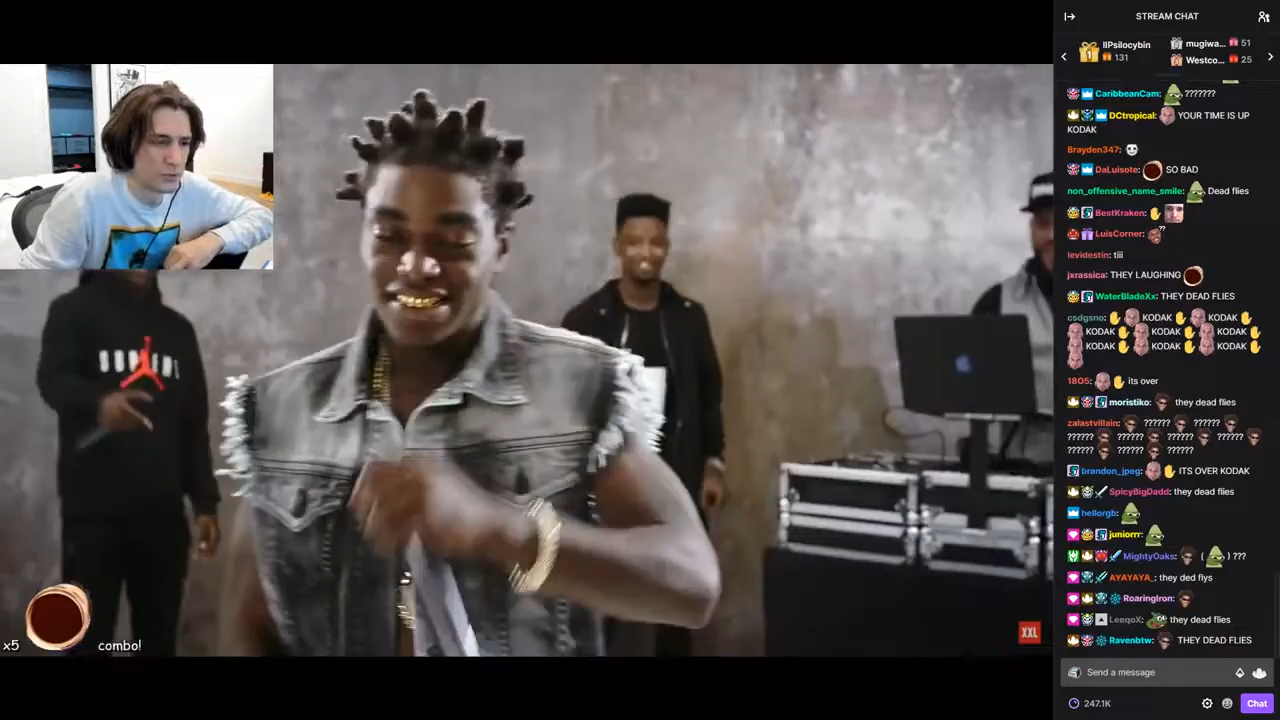 STREAM CHAT
llPsilocybin
131
mugiwa... 51
Westco... 25
CaribbeanCam: ???????
DCtropical: YOUR TIME IS UP
KODAK
Brayden347:
DaLuisote: SO BAD
non_offensive_name_smile: Dead flies
BestKraken:
LuisCorner: ??
levidestin: tiii
jxrassica: THEY LAUGHING
WaterBladeXx: THEY DEAD FLIES
csdgsno: KODAK KODAK
KODAK KODAK KODAK
KODAK KODAK KODAK
1805: its over
moristiko: they dead flies
zalastvillain: ?????? ??????
?????? ?????? ?????? ??????
?????? ?????? ??????
brandon_jpeg: ITS OVER KODAK
SpicyBigDadd: they dead flies
hellorgb:
juniorrr:
MightyOaks: ( ) ???
AYAYAYA_: they ded flys
RoaringIron:
LeeqoX: they dead flies
Ravenbtw: THEY DEAD FLIES
Send a message
247.1K
Chat
SUPREME
XXL
x5
combo!